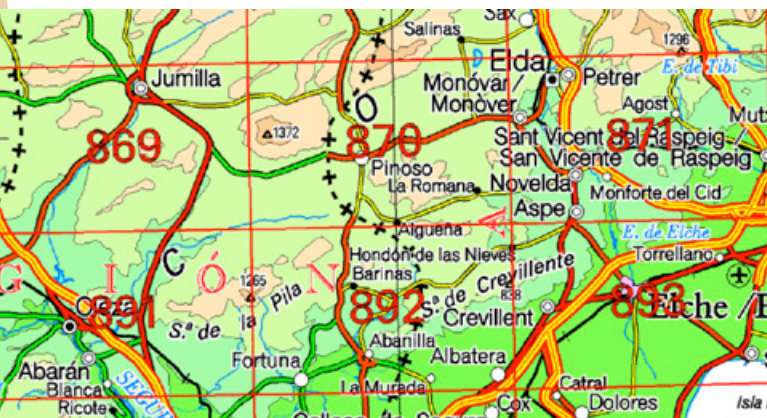 Sax
Salinas
1296
Elda
E. de Tibi
Petrer
Jumilla
Monóvar/
Monòver
Agost
O
1372
869
870
871
Sant Vicent del Raspeig
San Vicente de Raspeig
Pinoso
La Romana
Novelda
Monforte del Cid
Aspe
A
Algueña
E. de Elche
Hondón de las Nieves
Torrellano
C
G I Ó N
1265
Barinas
Sª de Crevillente
838
892
893
Elche /
891
Sª de la Pila
Crevillent
Abanilla
Abarán
Fortuna
Albatera
Blanca
La Murada
Catral
Ricote
Cox
Dolores
Isla